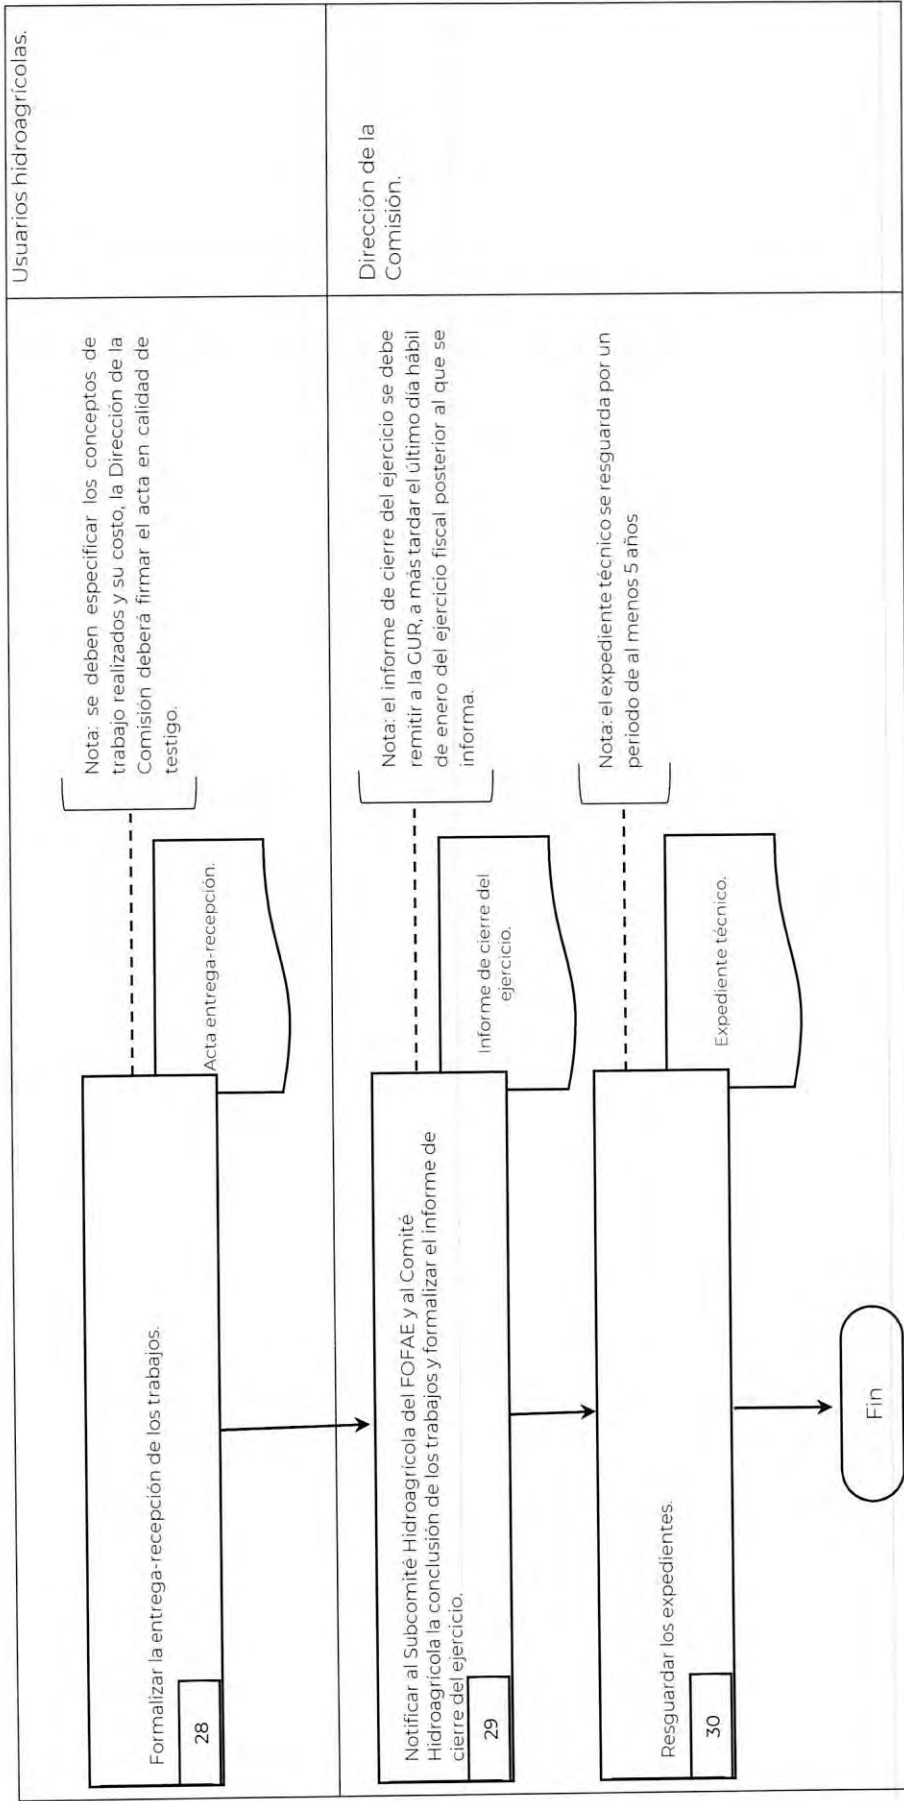 Formalizar la entrega-recepción de los trabajos.
28
Acta entrega-recepción.
Nota: se deben especificar los conceptos de
trabajo realizados y su costo, la Dirección de la
Comisión deberá firmar el acta en calidad de
testigo.
Usuarios hidroagrícolas.
Notificar al Subcomité Hidroagrícola del FOFAE y al Comité
Hidroagrícola la conclusión de los trabajos y formalizar el informe de
cierre del ejercicio.
29
Informe de cierre del
ejercicio.
Nota: el informe de cierre del ejercicio se debe
remitir a la GUR, a más tardar el último día hábil
de enero del ejercicio fiscal posterior al que se
informa.
Dirección de la
Comisión.
Resguardar los expedientes.
30
Expediente técnico.
Nota: el expediente técnico se resguarda por un
periodo de al menos 5 años
Fin